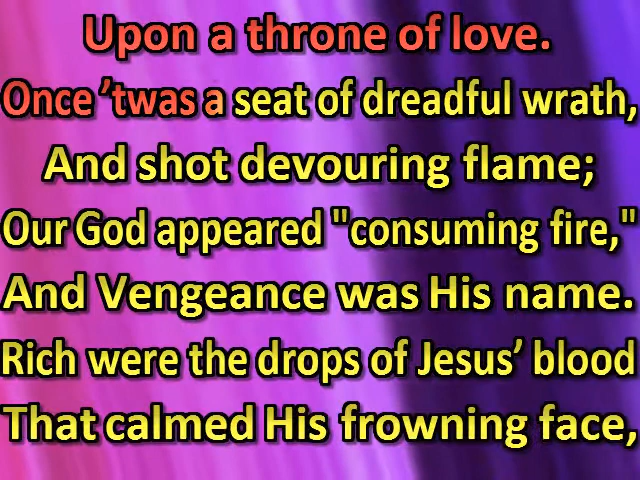 Upon a throne of love.
Once ’twas a seat of dreadful wrath,
And shot devouring flame;
Our God appeared "consuming fire,"
And Vengeance was His name.
Rich were the drops of Jesus’ blood
That calmed His frowning face,